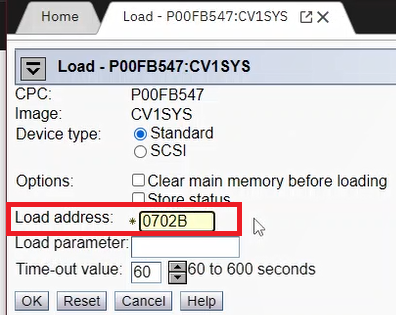 Home
Load - P00FB547:CV1SYS
Load - P00FB547:CV1SYS
CPC: P00FB547
Image: CV1SYS
Device type: Standard
SCSI
Options: Clear main memory before loading
Store status
Load address: * 0702B
Load parameter:
Time-out value: 60 60 to 600 seconds
OK Reset Cancel Help